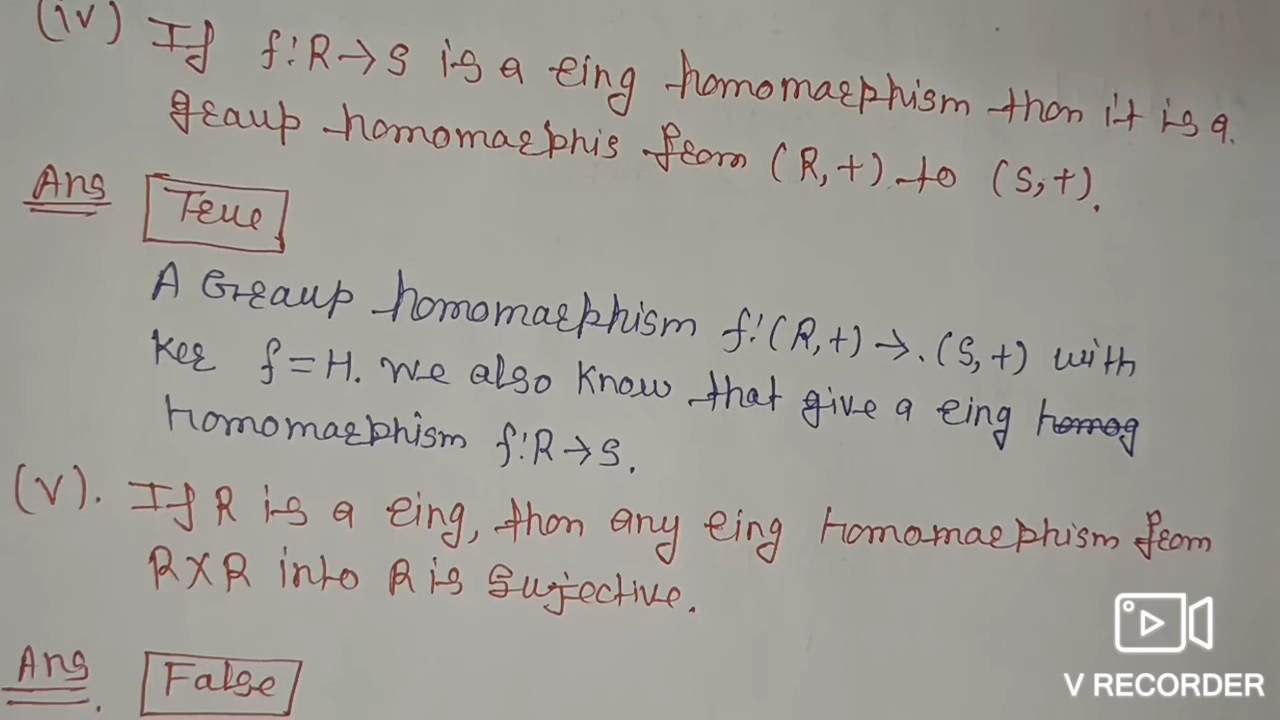 (iv) If f:R→S is a ring homomorphism then it is a.
group homomorphis from (R,+) to (S,+).
Ans True
A Group homomorphism f:(R,+)→.(S,+) with
Ker f=H. we also know that give a ring homog
Homomorphism f:R→S.
(v). If R is a ring, then any ring homomorphism from
R×R into R is Surjective.
Ans. False
V RECORDER